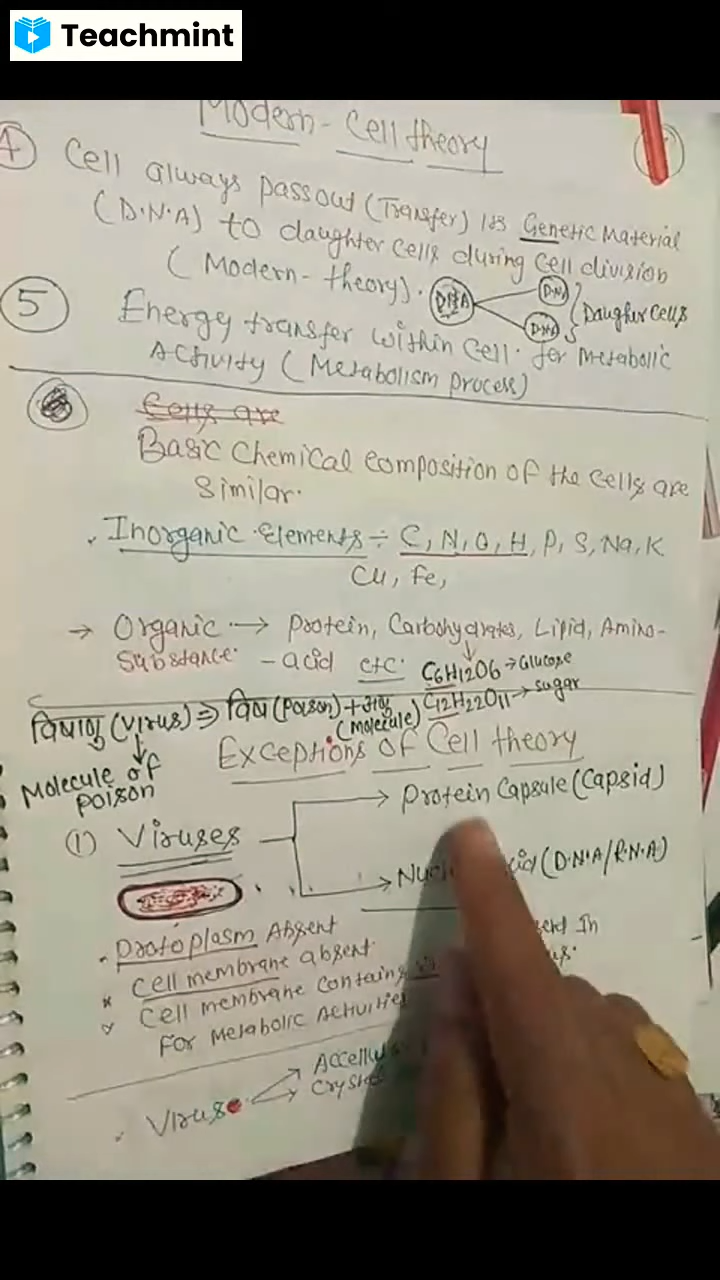 Teachmint
Modern - Cell theory
4 Cell always passout (Transfer) its Genetic Material
(D.N.A) to daughter cells during cell division
(Modern - theory). DNA DNA DNA Daugher cells
5 Energy transfer within cell. for Metabolic
Activity (Metabolism process)
Cells are
Basic Chemical composition of the cells are
Similar.
Inorganic Elements ÷ C, N, O, H, P, S, Na, K
Cu, Fe,
→ Organic → Protein, Carbohydrates, Lipid, Amino-
Substance - acid etc. C6H12O6 → Glucose
विषाणु (Virus) ⇒ विष (Poison) + अणु (Molecule) C12H22O11 → Sugar
Molecule of
poison
Exceptions of Cell theory
① Viruses → Protein Capsule (Capsid)
→ (D.N.A/R.N.A)
. Protoplasm Absent
* Cell membrane absent
Cell membrane Contains
For Metabolic Activities
Virus